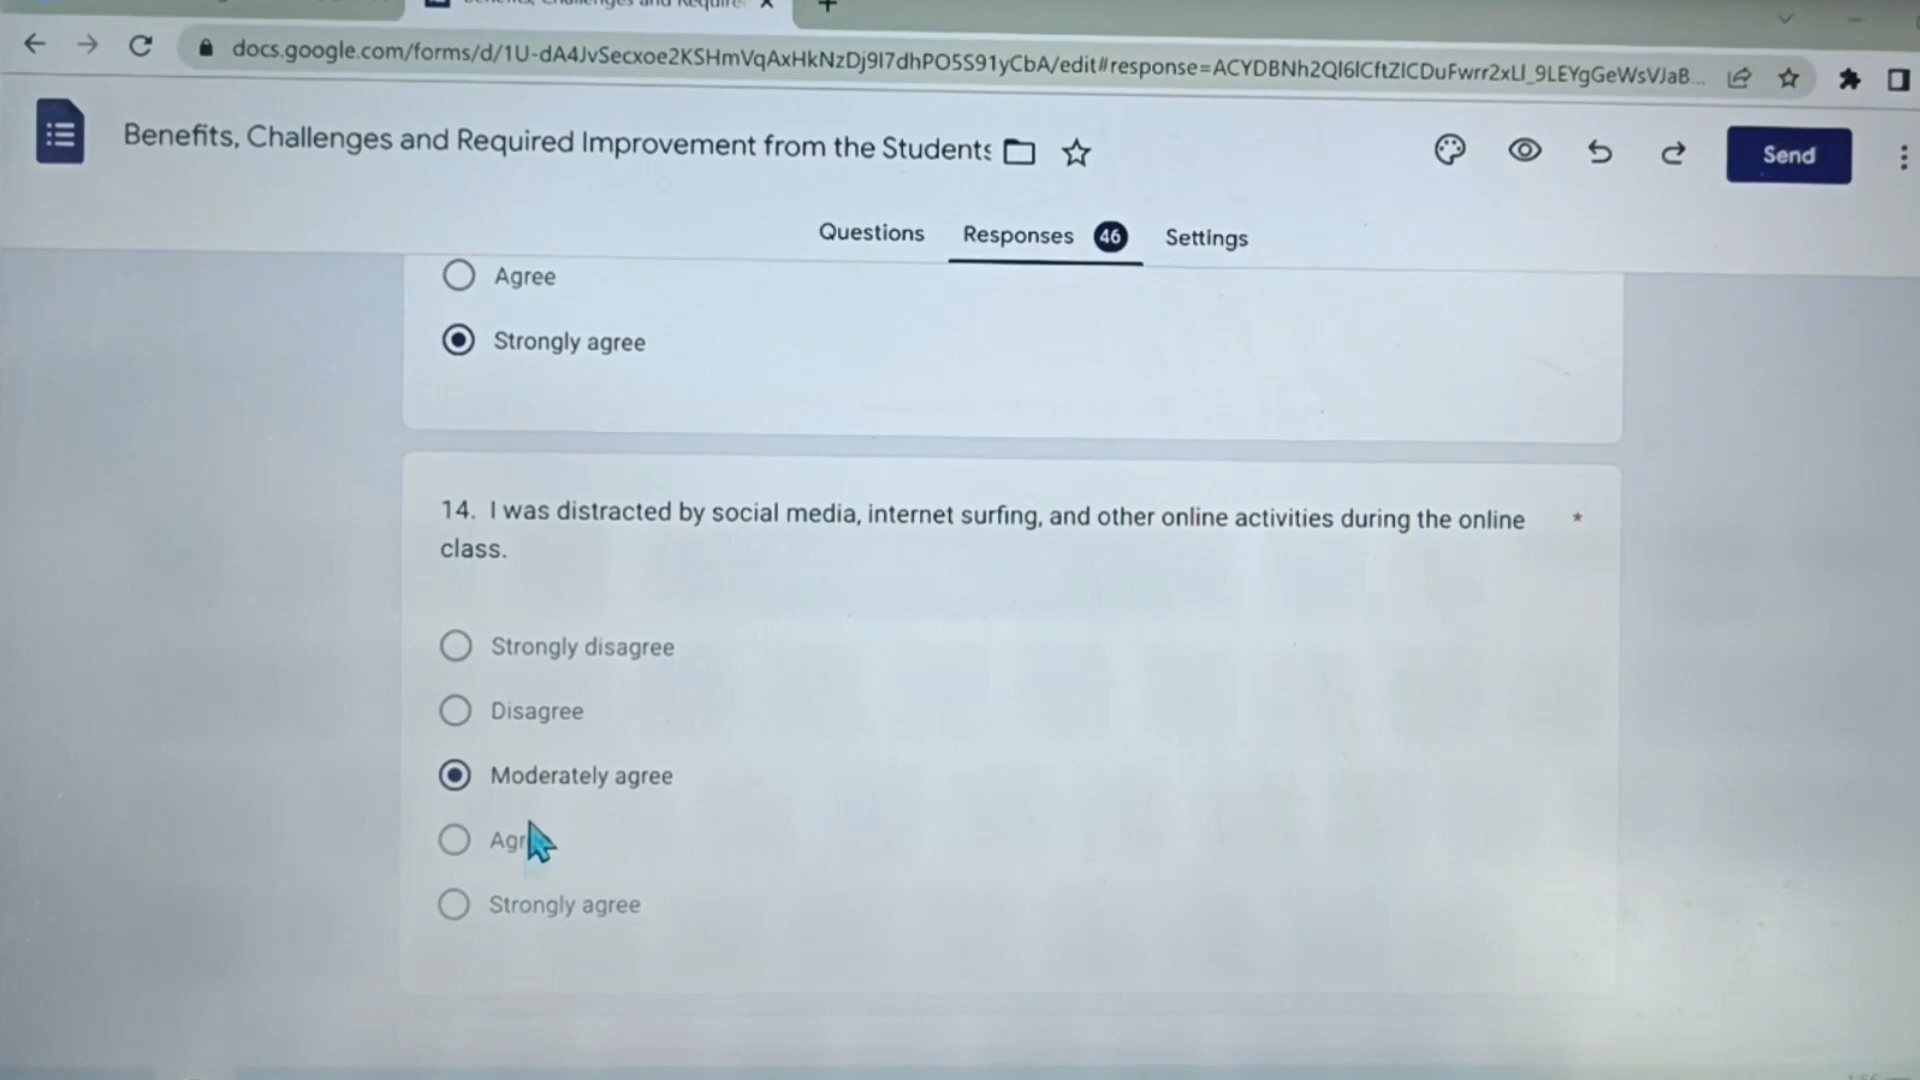 docs.google.com/forms/d/1U-dA4JvSecxoe2KSHmVqAxHkNzDj9I7dhPO5S91yCbA/edit#response=ACYDBNh2QI6ICftZICDuFwrr2xLI_9LEYgGeWsVJaB...
Benefits, Challenges and Required Improvement from the Students
Send
Questions Responses 46 Settings
Agree
Strongly agree
14. I was distracted by social media, internet surfing, and other online activities during the online *
class.
Strongly disagree
Disagree
Moderately agree
Agr
Strongly agree